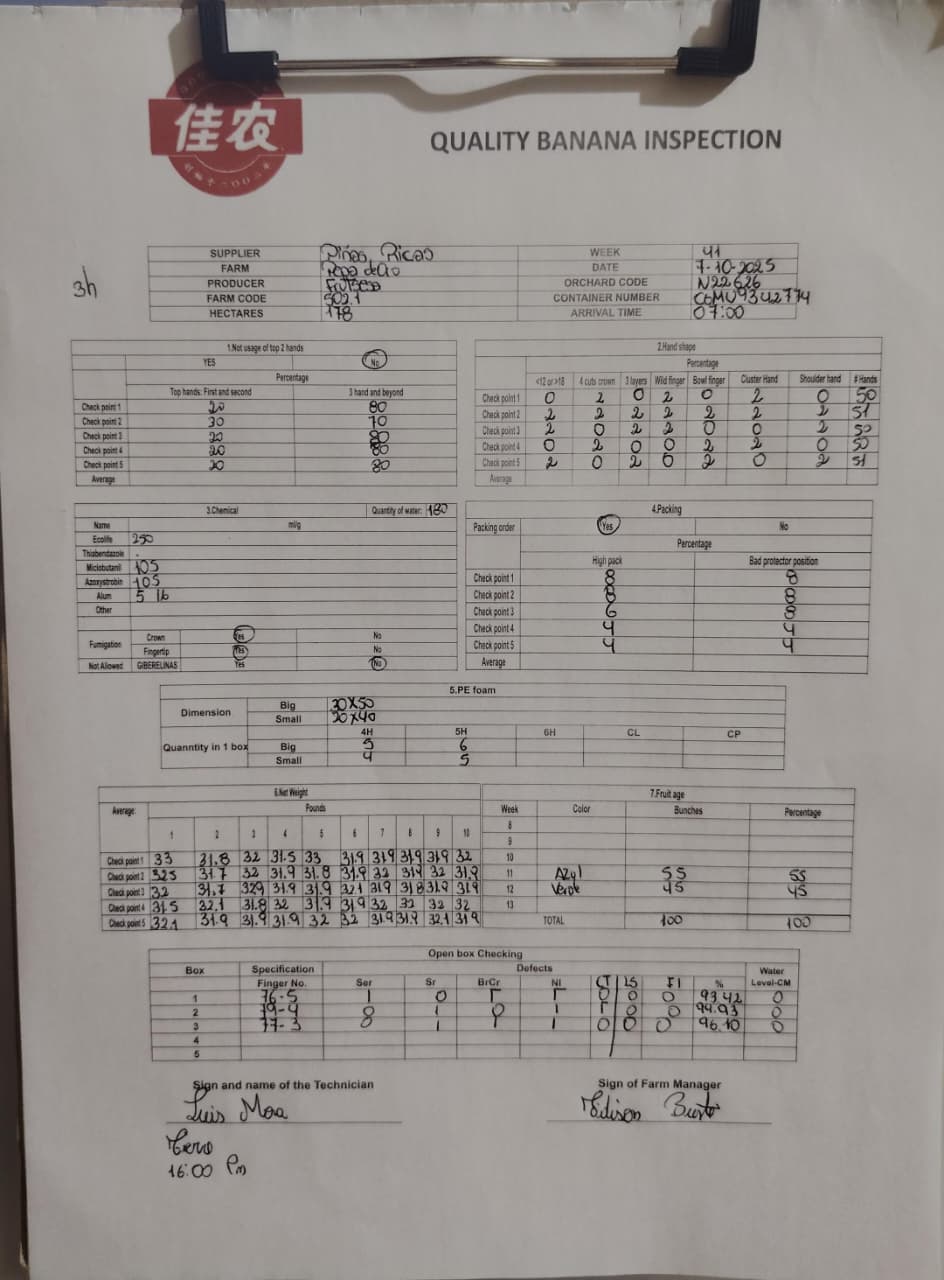 佳农
QUALITY BANANA INSPECTION
3h
SUPPLIER Piñas Ricas WEEK 41
FARM DATE 7-10-2025
PRODUCER ORCHARD CODE N22626
FARM CODE 502.1 CONTAINER NUMBER
HECTARES 178 ARRIVAL TIME 07:00
1.Not usage of top 2 hands
YES No
Percentage
Top hands: First and second 3 hand and beyond
Check point 1 20 80
Check point 2 30 70
Check point 3 20 80
Check point 4 20 80
Check point 5 20 80
Average
2.Hand shape
Percentage
<12 or >18 4 cuts crown 3 layers Wild finger Bowl finger Cluster Hand Shoulder hand # Hands
Check point 1 0 2 0 2 0 2 0 50
Check point 2 2 2 2 2 2 2 2 51
Check point 3 2 0 2 2 0 0 2 50
Check point 4 0 2 0 0 2 2 0 50
Check point 5 2 0 2 0 2 0 2 51
Average
3.Chemical Quantity of water: 180
Name ml/g
Ecolife 250
Thiabendazole .
Miclobutanil 105
Azoxystrobin 105
Alum 5 lb
Other
Fumigation Crown Yes No
Fingertip Yes No
Not Allowed GIBERELINAS Yes No
4.Packing
Packing order Yes No
Percentage
High pack Bad protector position
Check point 1 8 8
Check point 2 8 8
Check point 3 6 8
Check point 4 4 4
Check point 5 4 4
Average
5.PE foam
Dimension Big 30X50
Small 20X40
4H 5H 6H CL CP
Quanntity in 1 box Big 5 6
Small 4 5
6.Net Weight
Average: Pounds
1 2 3 4 5 6 7 8 9 10
Check point 1 33 31.8 32 31.5 33 31.9 31.9 31.9 31.9 32
Check point 2 32.5 31.7 32 31.9 31.8 31.9 32 31.9 32 31.9
Check point 3 32 31.7 32.9 31.9 31.9 32.1 31.9 31.8 31.9 31.9
Check point 4 31.5 32.1 31.8 32 31.9 31.9 32 32 32 32
Check point 5 32.1 31.9 31.9 31.9 32 32 31.9 31.9 32.1 31.9
7.Fruit age
Week Color Bunches Percentage
8
9
10
11 Azul 55 55
12 Verde 45 45
13
TOTAL 100 100
Open box Checking
Box Specification Defects Water
Finger No. Ser Sr BrCr NI CT LS FI % Level-CM
1 76-5 1 0 0 0 0 93.42 0
2 79-4 0 1 1 0 0 94.93 0
3 77-3 0 1 1 0 0 0 96.10 0
4
5
Sign and name of the Technician Sign of Farm Manager
Luis Mora
16:00 Pm